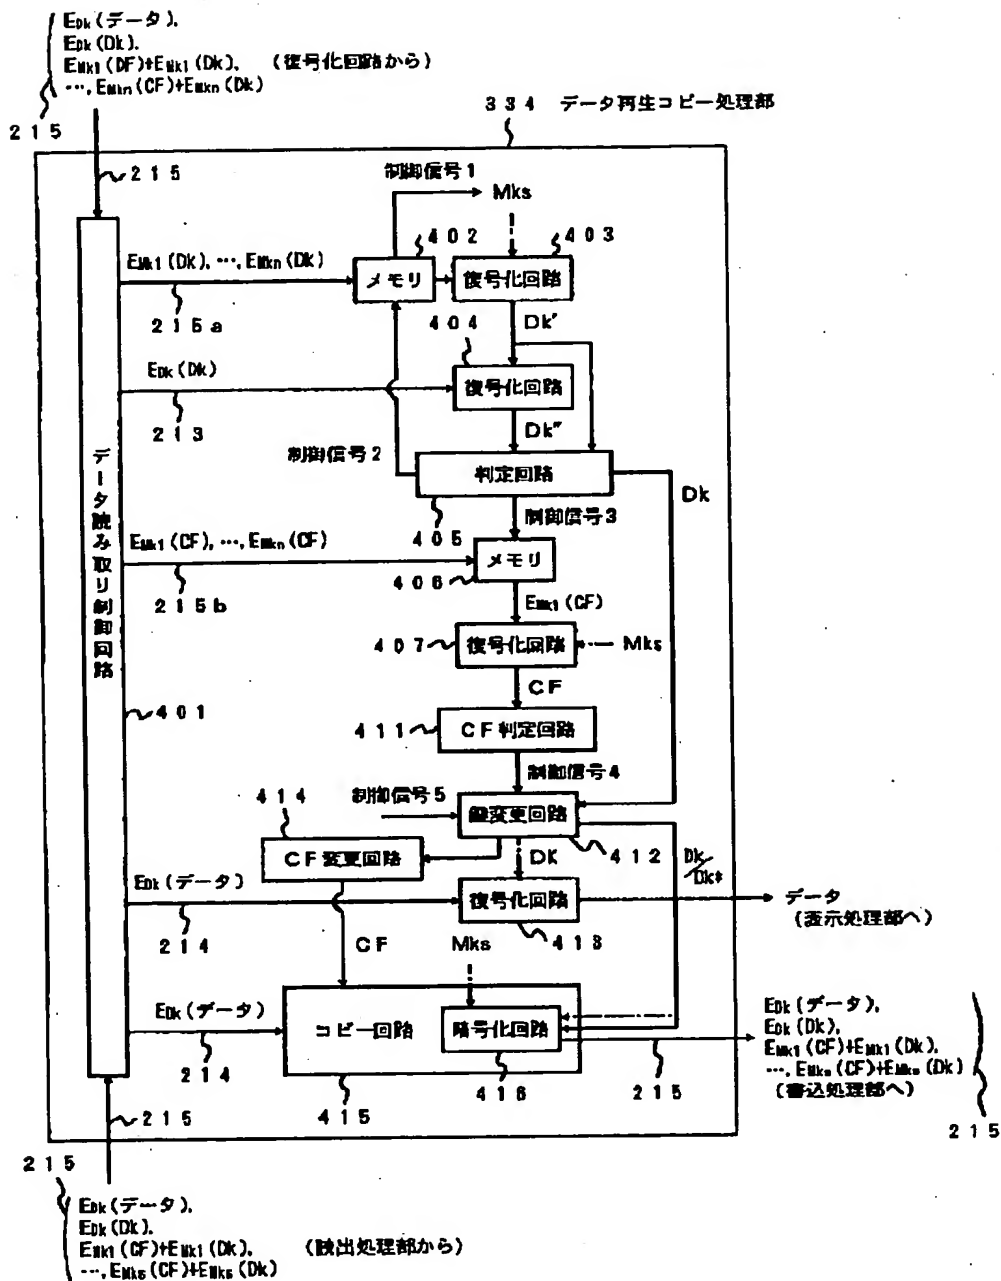 EDk(データ),
EDk(Dk),
EMk1(DF)+EMk1(Dk), (復号化回路から)
…,EMkn(CF)+EMkn(Dk)
215
334 データ再生コピー処理部
215
制御信号1
Mks
402
403
EMk1(Dk),…,EMkn(Dk)
メモリ
復号化回路
215a
404
Dk'
EDk(Dk)
復号化回路
213
Dk''
制御信号2
判定回路
Dk
405
制御信号3
EMk1(CF),…,EMkn(CF)
メモリ
406
215b
EMk1(CF)
データ読み取り制御回路
407
復号化回路
Mks
CF
401
411
CF判定回路
制御信号4
414
制御信号5
鍵変更回路
CF変更回路
DK
412
Dk/Dk*
EDk(データ)
復号化回路
データ
(表示処理部へ)
214
CF
Mks
413
EDk(データ)
コピー回路
暗号化回路
214
415
416
215
EDk(データ),
EDk(Dk),
EMk1(CF)+EMk1(Dk),
…,EMks(CF)+EMks(Dk)
(書込処理部へ)
215
215
215
EDk(データ),
EDk(Dk),
EMk1(CF)+EMk1(Dk), (読出処理部から)
…,EMks(CF)+EMks(Dk)